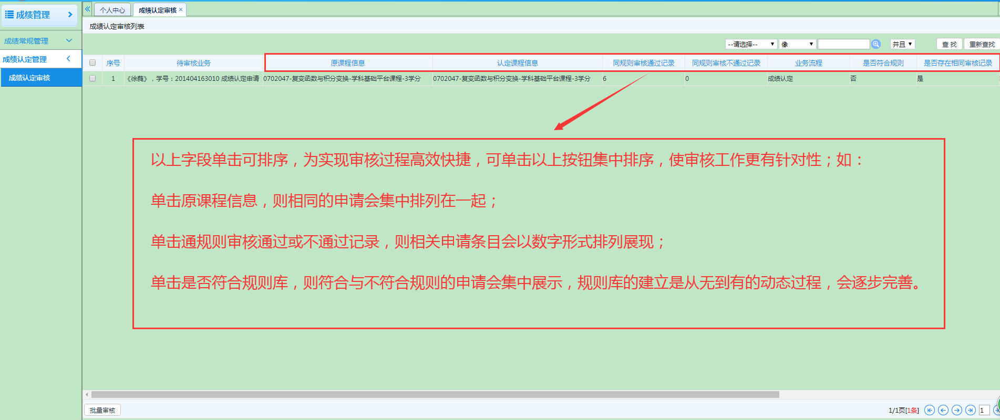 成绩管理
成绩常规管理
成绩认定管理
成绩认定审核
个人中心
成绩认定审核 ×
成绩认定审核列表
--请选择-- 像 并且 查 找 重新查找
序号 待审核业务 原课程信息 认定课程信息 同规则审核通过记录 同规则审核不通过记录 业务流程 是否符合规则 是否存在相同审核记录
1 《徐蕤》，学号：201404163010 成绩认定申请 0702047-复变函数与积分变换-学科基础平台课程-3学分 0702047-复变函数与积分变换-学科基础平台课程-3学分 6 0 成绩认定 否 是
以上字段单击可排序，为实现审核过程高效快捷，可单击以上按钮集中排序，使审核工作更有针对性；如：
单击原课程信息，则相同的申请会集中排列在一起；
单击通规则审核通过或不通过记录，则相关申请条目会以数字形式排列展现；
单击是否符合规则库，则符合与不符合规则的申请会集中展示，规则库的建立是从无到有的动态过程，会逐步完善。
批量审核
1/1页[1条] 1